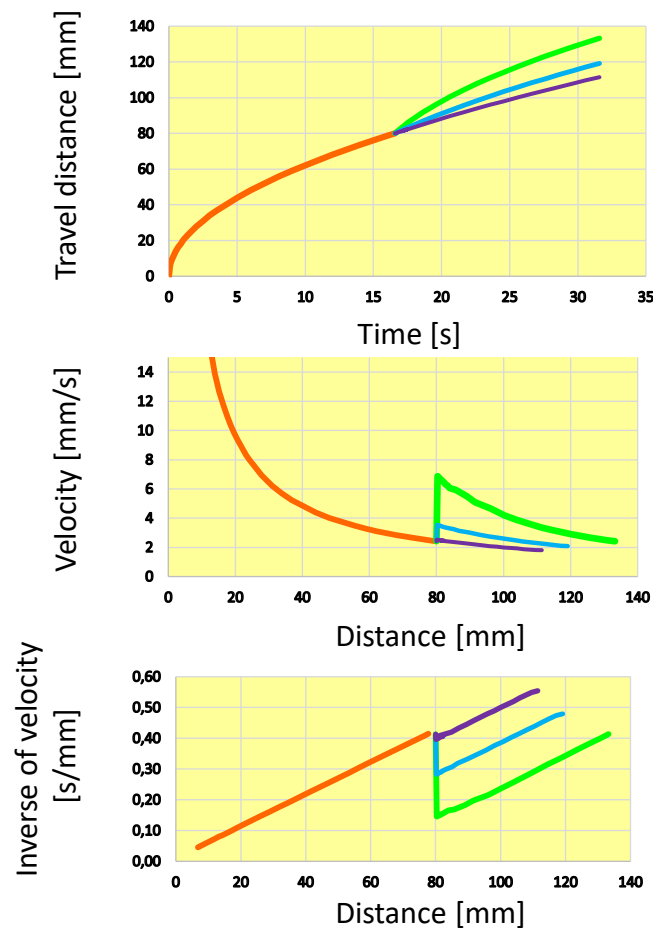 Travel distance [mm]
140
120
100
80
60
40
20
0
0 5 10 15 20 25 30 35
Time [s]
Velocity [mm/s]
14
12
10
8
6
4
2
0
0 20 40 60 80 100 120 140
Distance [mm]
Inverse of velocity
[s/mm]
0,60
0,50
0,40
0,30
0,20
0,10
0,00
0 20 40 60 80 100 120 140
Distance [mm]